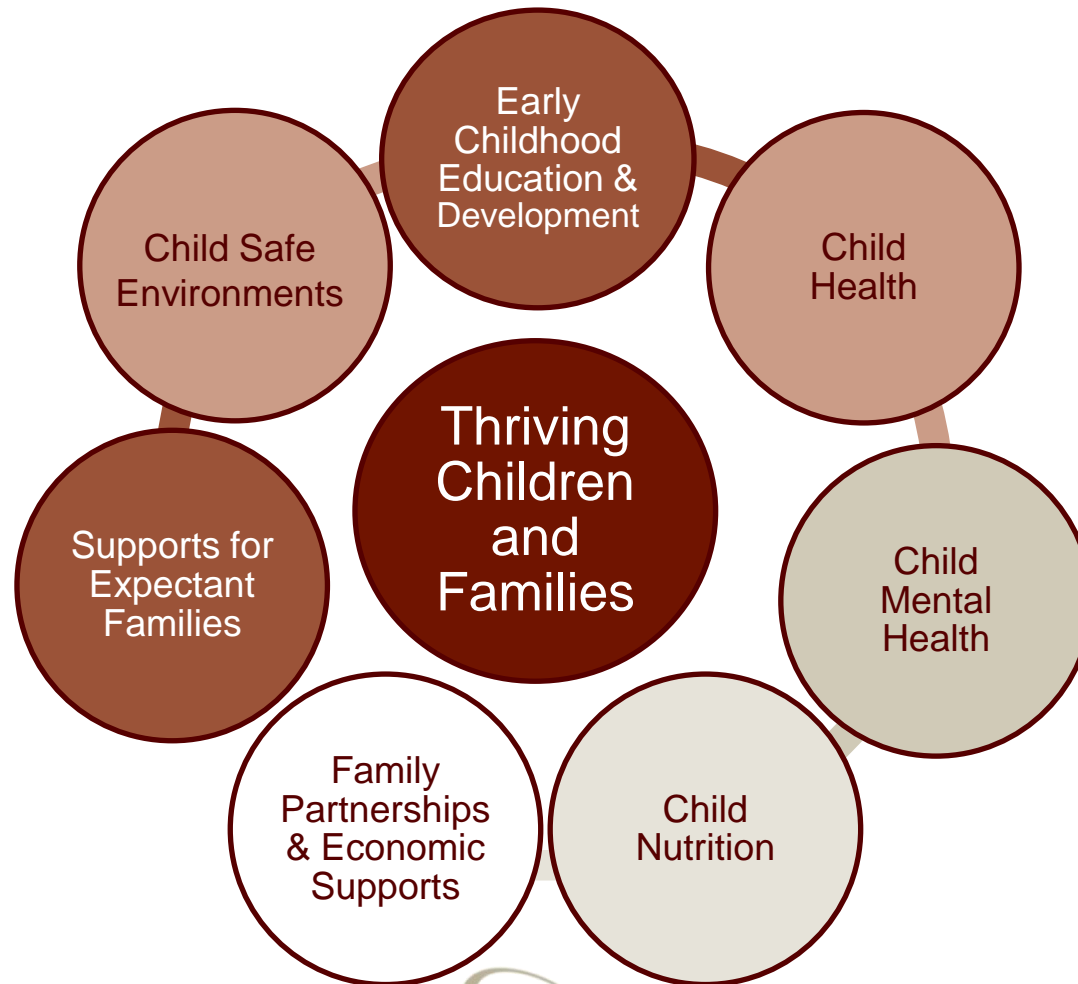 Early
Childhood
Education &
Development
Child
Health
Child
Mental
Health
Child
Nutrition
Family
Partnerships
& Economic
Supports
Supports for
Expectant
Families
Child Safe
Environments
Thriving
Children
and
Families